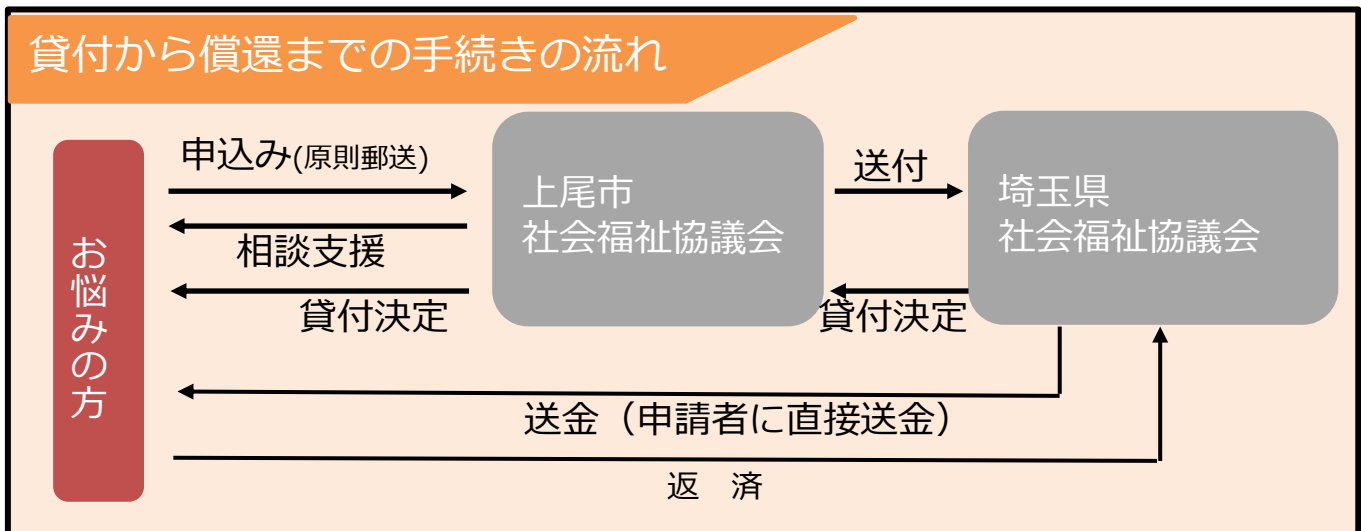 貸付から償還までの手続きの流れ
お悩みの方
申込み(原則郵送)
相談支援
貸付決定
上尾市
社会福祉協議会
送付
貸付決定
埼玉県
社会福祉協議会
送金（申請者に直接送金）
返　済